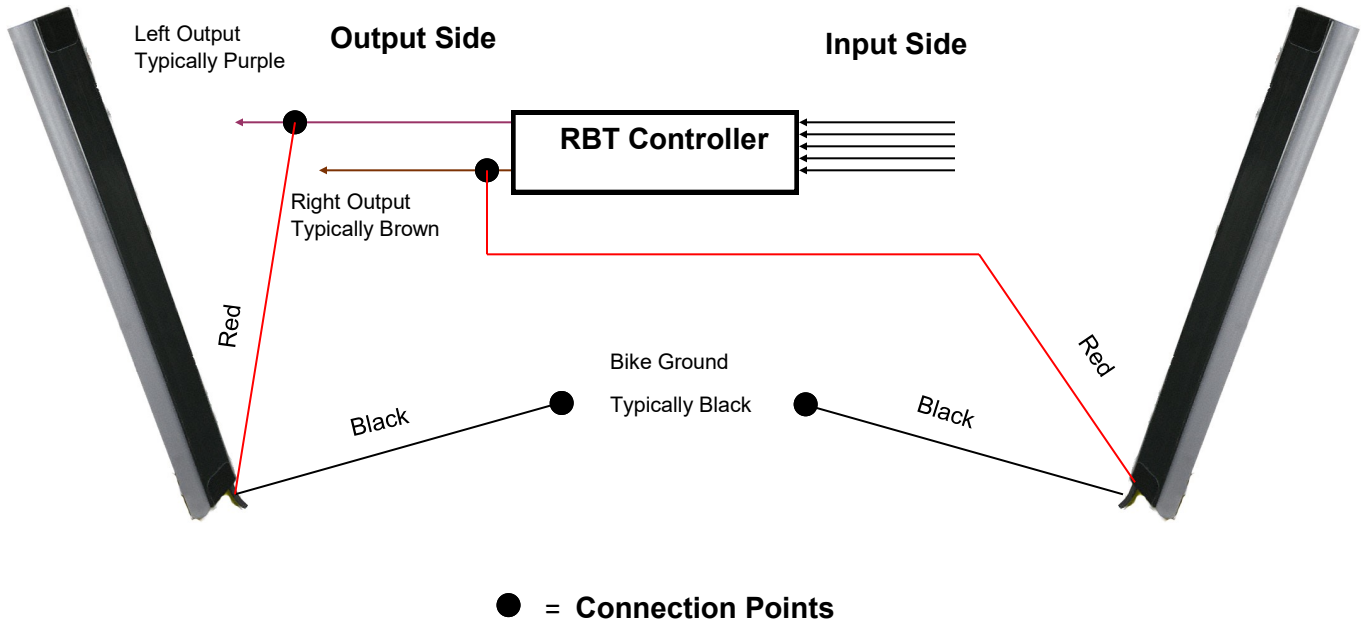 Left Output
Typically Purple
Output Side
Input Side
RBT Controller
Right Output
Typically Brown
Red
Red
Bike Ground
Typically Black
Black
Black
= Connection Points